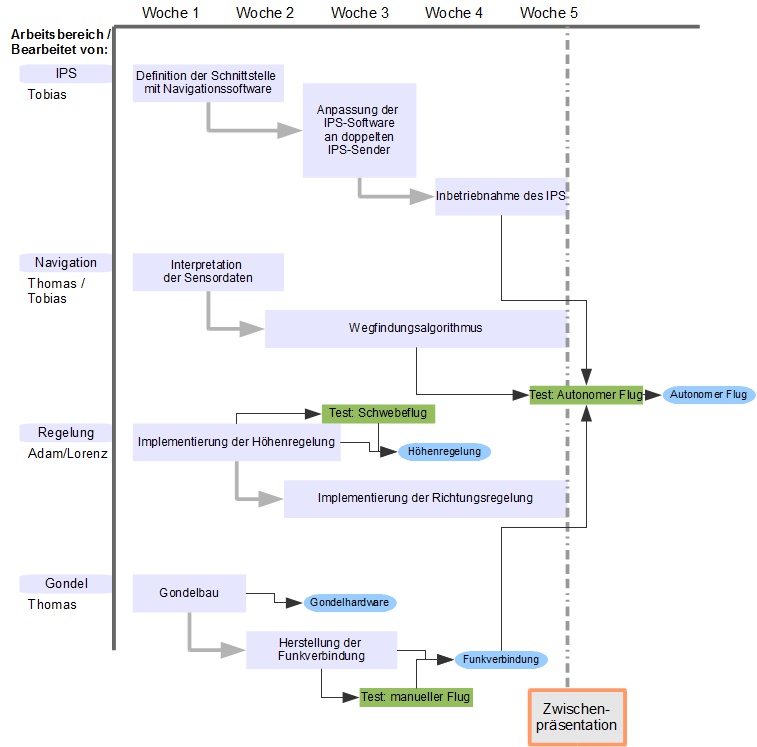 Woche 1
Woche 2
Woche 3
Woche 4
Woche 5
Arbeitsbereich /
Bearbeitet von:
IPS
Tobias
Definition der Schnittstelle
mit Navigationssoftware
Anpassung der
IPS-Software
an doppelten
IPS-Sender
Inbetriebnahme des IPS
Navigation
Thomas /
Tobias
Interpretation
der Sensordaten
Wegfindungsalgorithmus
Test: Autonomer Flug
Autonomer Flug
Regelung
Adam/Lorenz
Test: Schwebeflug
Implementierung der Höhenregelung
Höhenregelung
Implementierung der Richtungsregelung
Gondel
Thomas
Gondelbau
Gondelhardware
Herstellung der
Funkverbindung
Funkverbindung
Test: manueller Flug
Zwischen-
präsentation